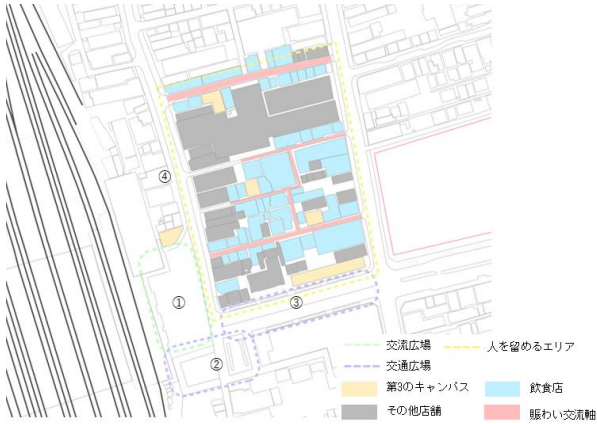 ④
①
③
②
交流広場 人を留めるエリア
交通広場
第3のキャンバス 飲食店
その他店舗 賑わい交流軸